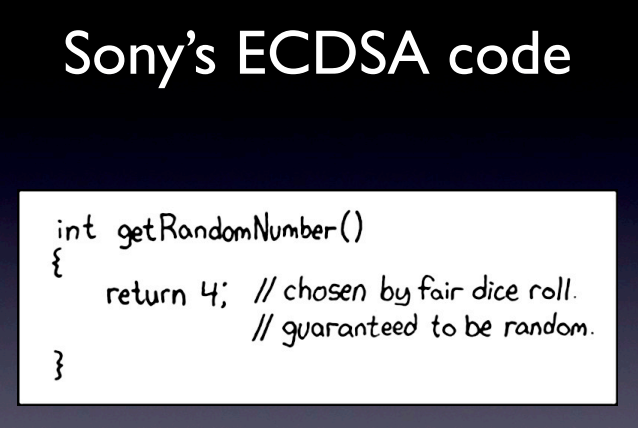 Sony's ECDSA code
int getRandomNumber()
{
return 4; // chosen by fair dice roll.
// guaranteed to be random.
}